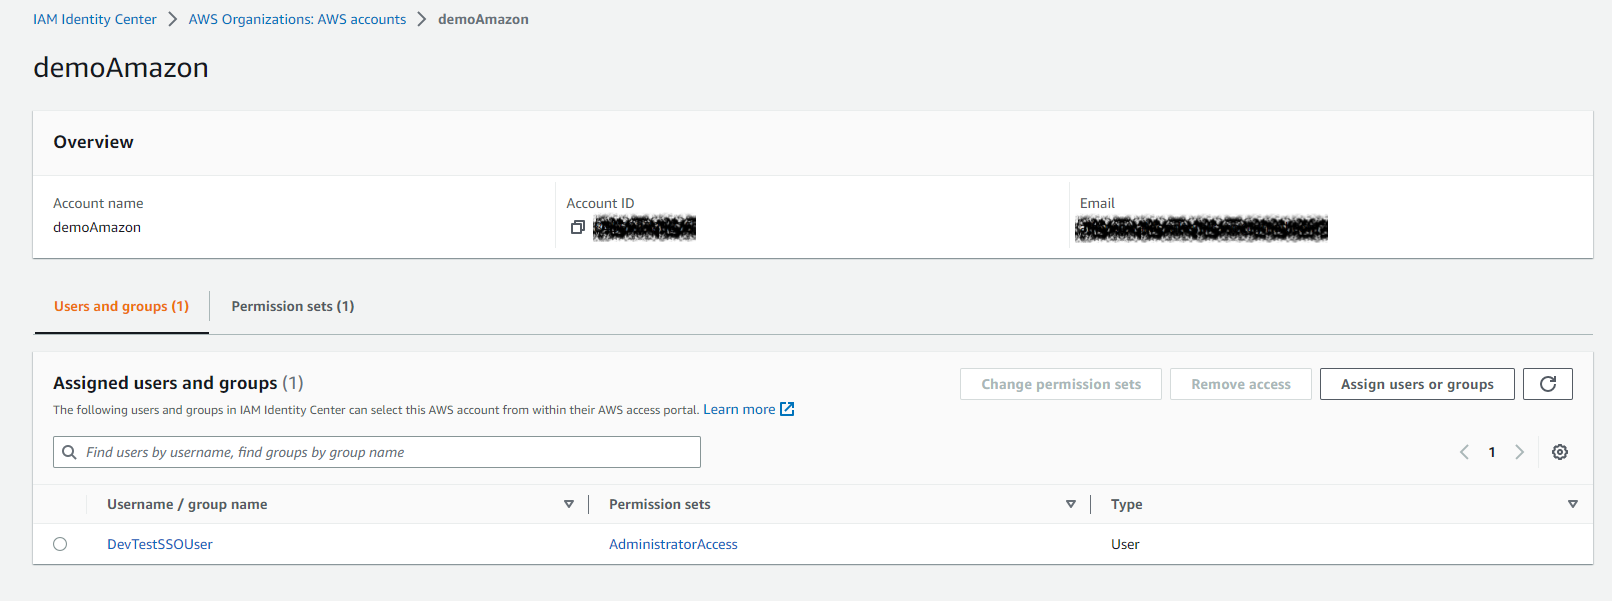 IAM Identity Center > AWS Organizations: AWS accounts > demoAmazon
demoAmazon
Overview
Account name Account ID Email
demoAmazon
Users and groups (1) Permission sets (1)
Assigned users and groups (1) Change permission sets Remove access Assign users or groups
The following users and groups in IAM Identity Center can select this AWS account from within their AWS access portal. Learn more
Find users by username, find groups by group name 1
Username / group name Permission sets Type
DevTestSSOUser AdministratorAccess User